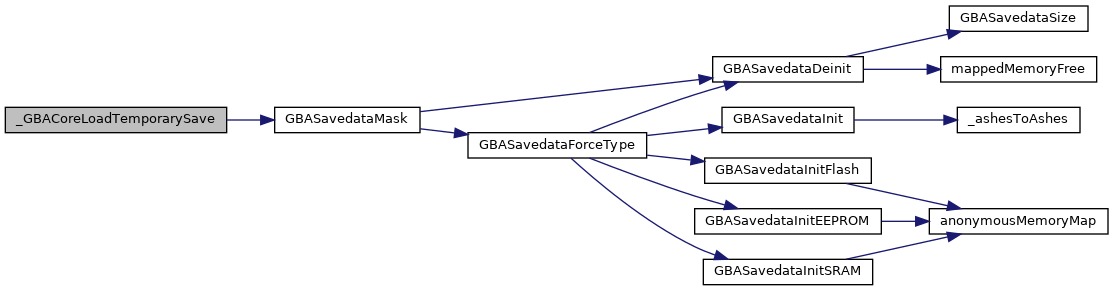 _GBACoreLoadTemporarySave
GBASavedataMask
GBASavedataForceType
GBASavedataDeinit
GBASavedataInit
GBASavedataInitFlash
GBASavedataInitEEPROM
GBASavedataInitSRAM
GBASavedataSize
mappedMemoryFree
_ashesToAshes
anonymousMemoryMap